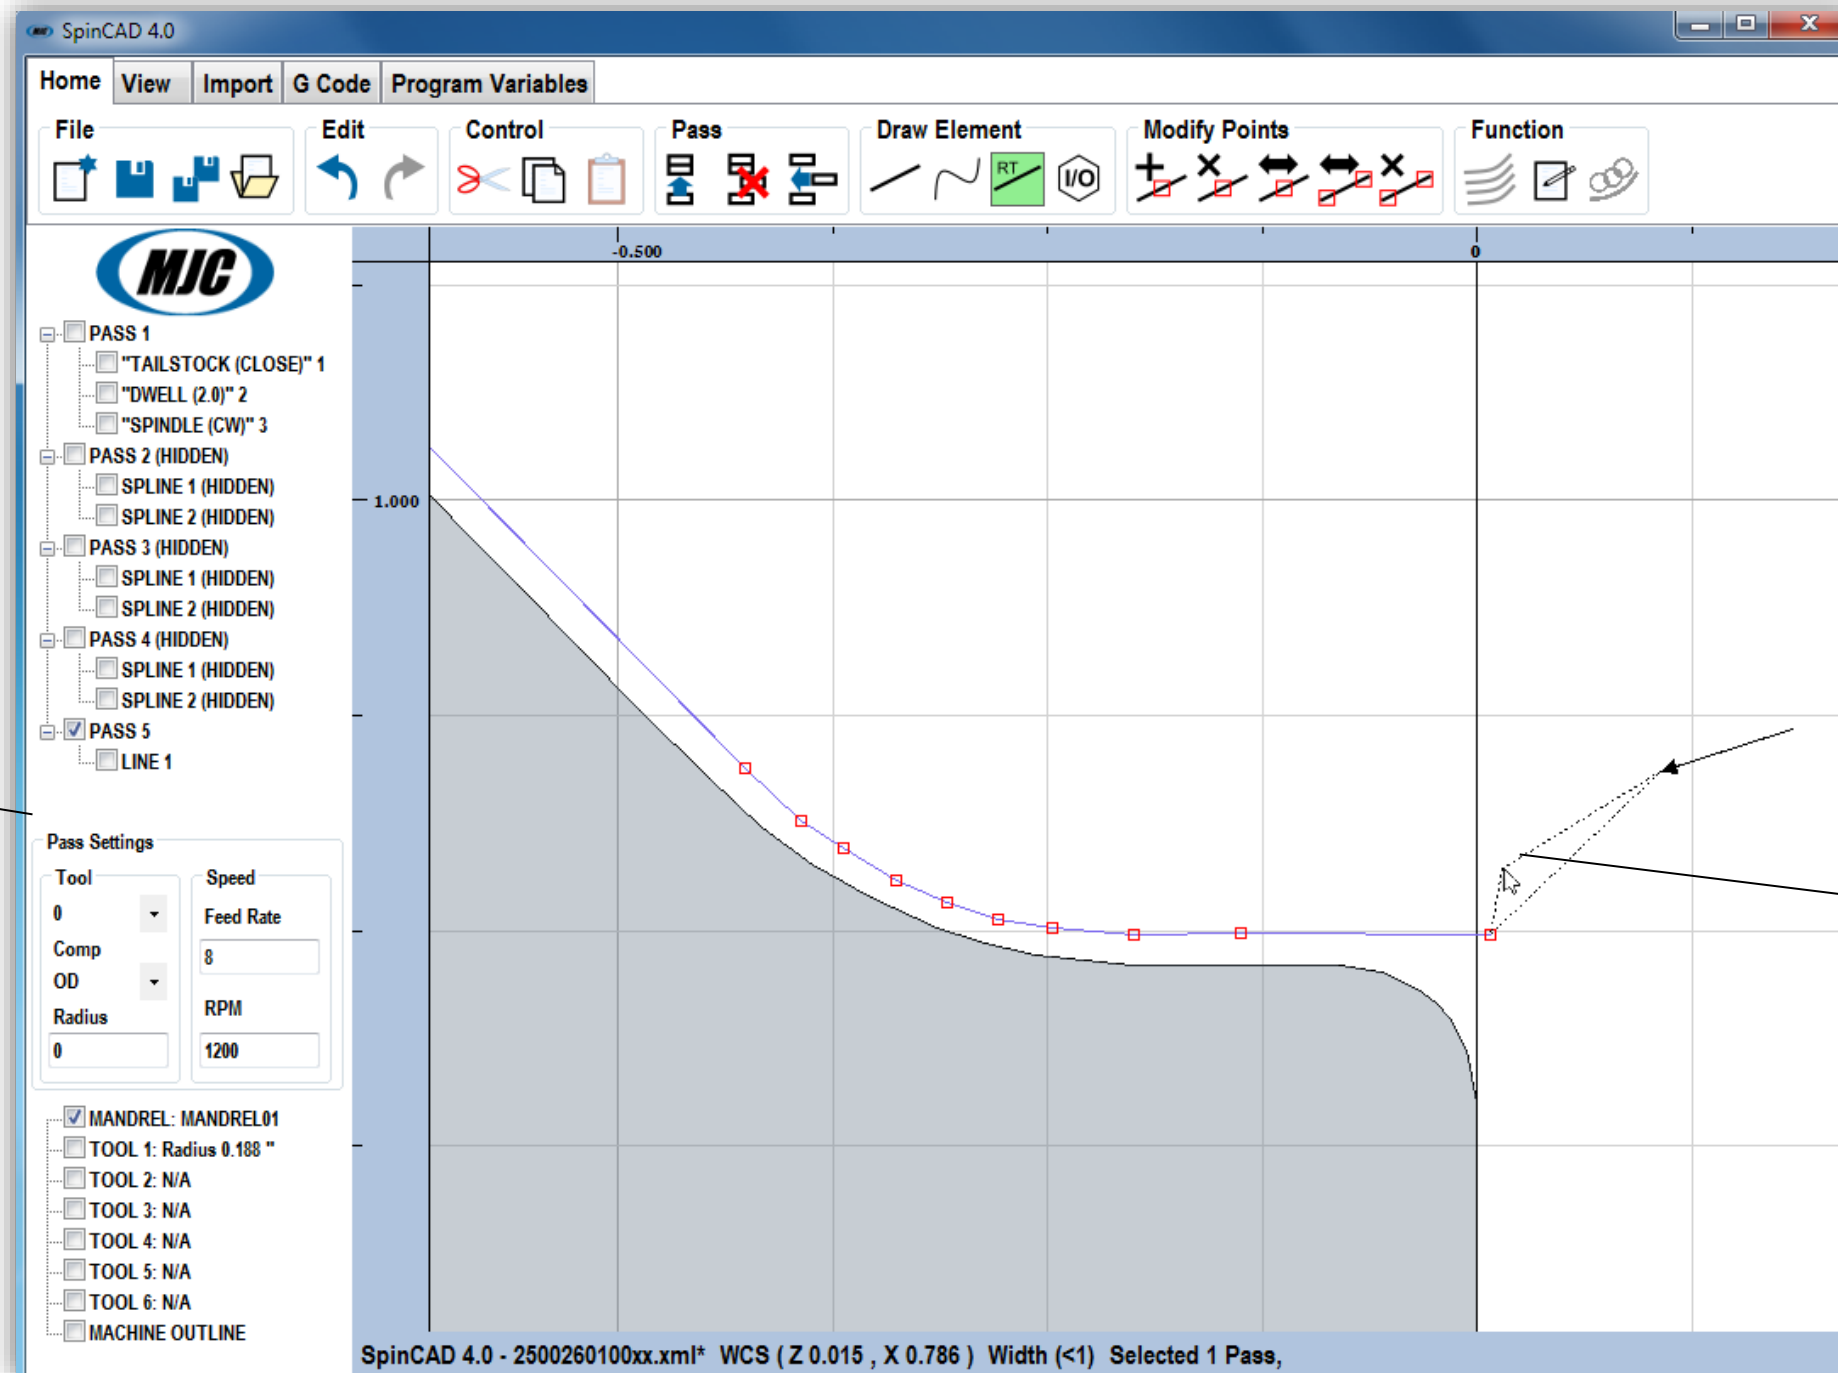 SpinCAD 4.0
Home View Import G Code Program Variables
File Edit Control Pass Draw Element Modify Points Function
RT I/O
MJC
-0.500 0
PASS 1
"TAILSTOCK (CLOSE)" 1
"DWELL (2.0)" 2
"SPINDLE (CW)" 3
PASS 2 (HIDDEN)
SPLINE 1 (HIDDEN)
SPLINE 2 (HIDDEN)
PASS 3 (HIDDEN)
SPLINE 1 (HIDDEN)
SPLINE 2 (HIDDEN)
PASS 4 (HIDDEN)
SPLINE 1 (HIDDEN)
SPLINE 2 (HIDDEN)
PASS 5
LINE 1
1.000
Pass Settings
Tool
0
Comp
OD
Radius
0
Speed
Feed Rate
8
RPM
1200
MANDREL: MANDREL01
TOOL 1: Radius 0.188 "
TOOL 2: N/A
TOOL 3: N/A
TOOL 4: N/A
TOOL 5: N/A
TOOL 6: N/A
MACHINE OUTLINE
SpinCAD 4.0 - 2500260100xx.xml* WCS ( Z 0.015 , X 0.786 ) Width (<1) Selected 1 Pass,